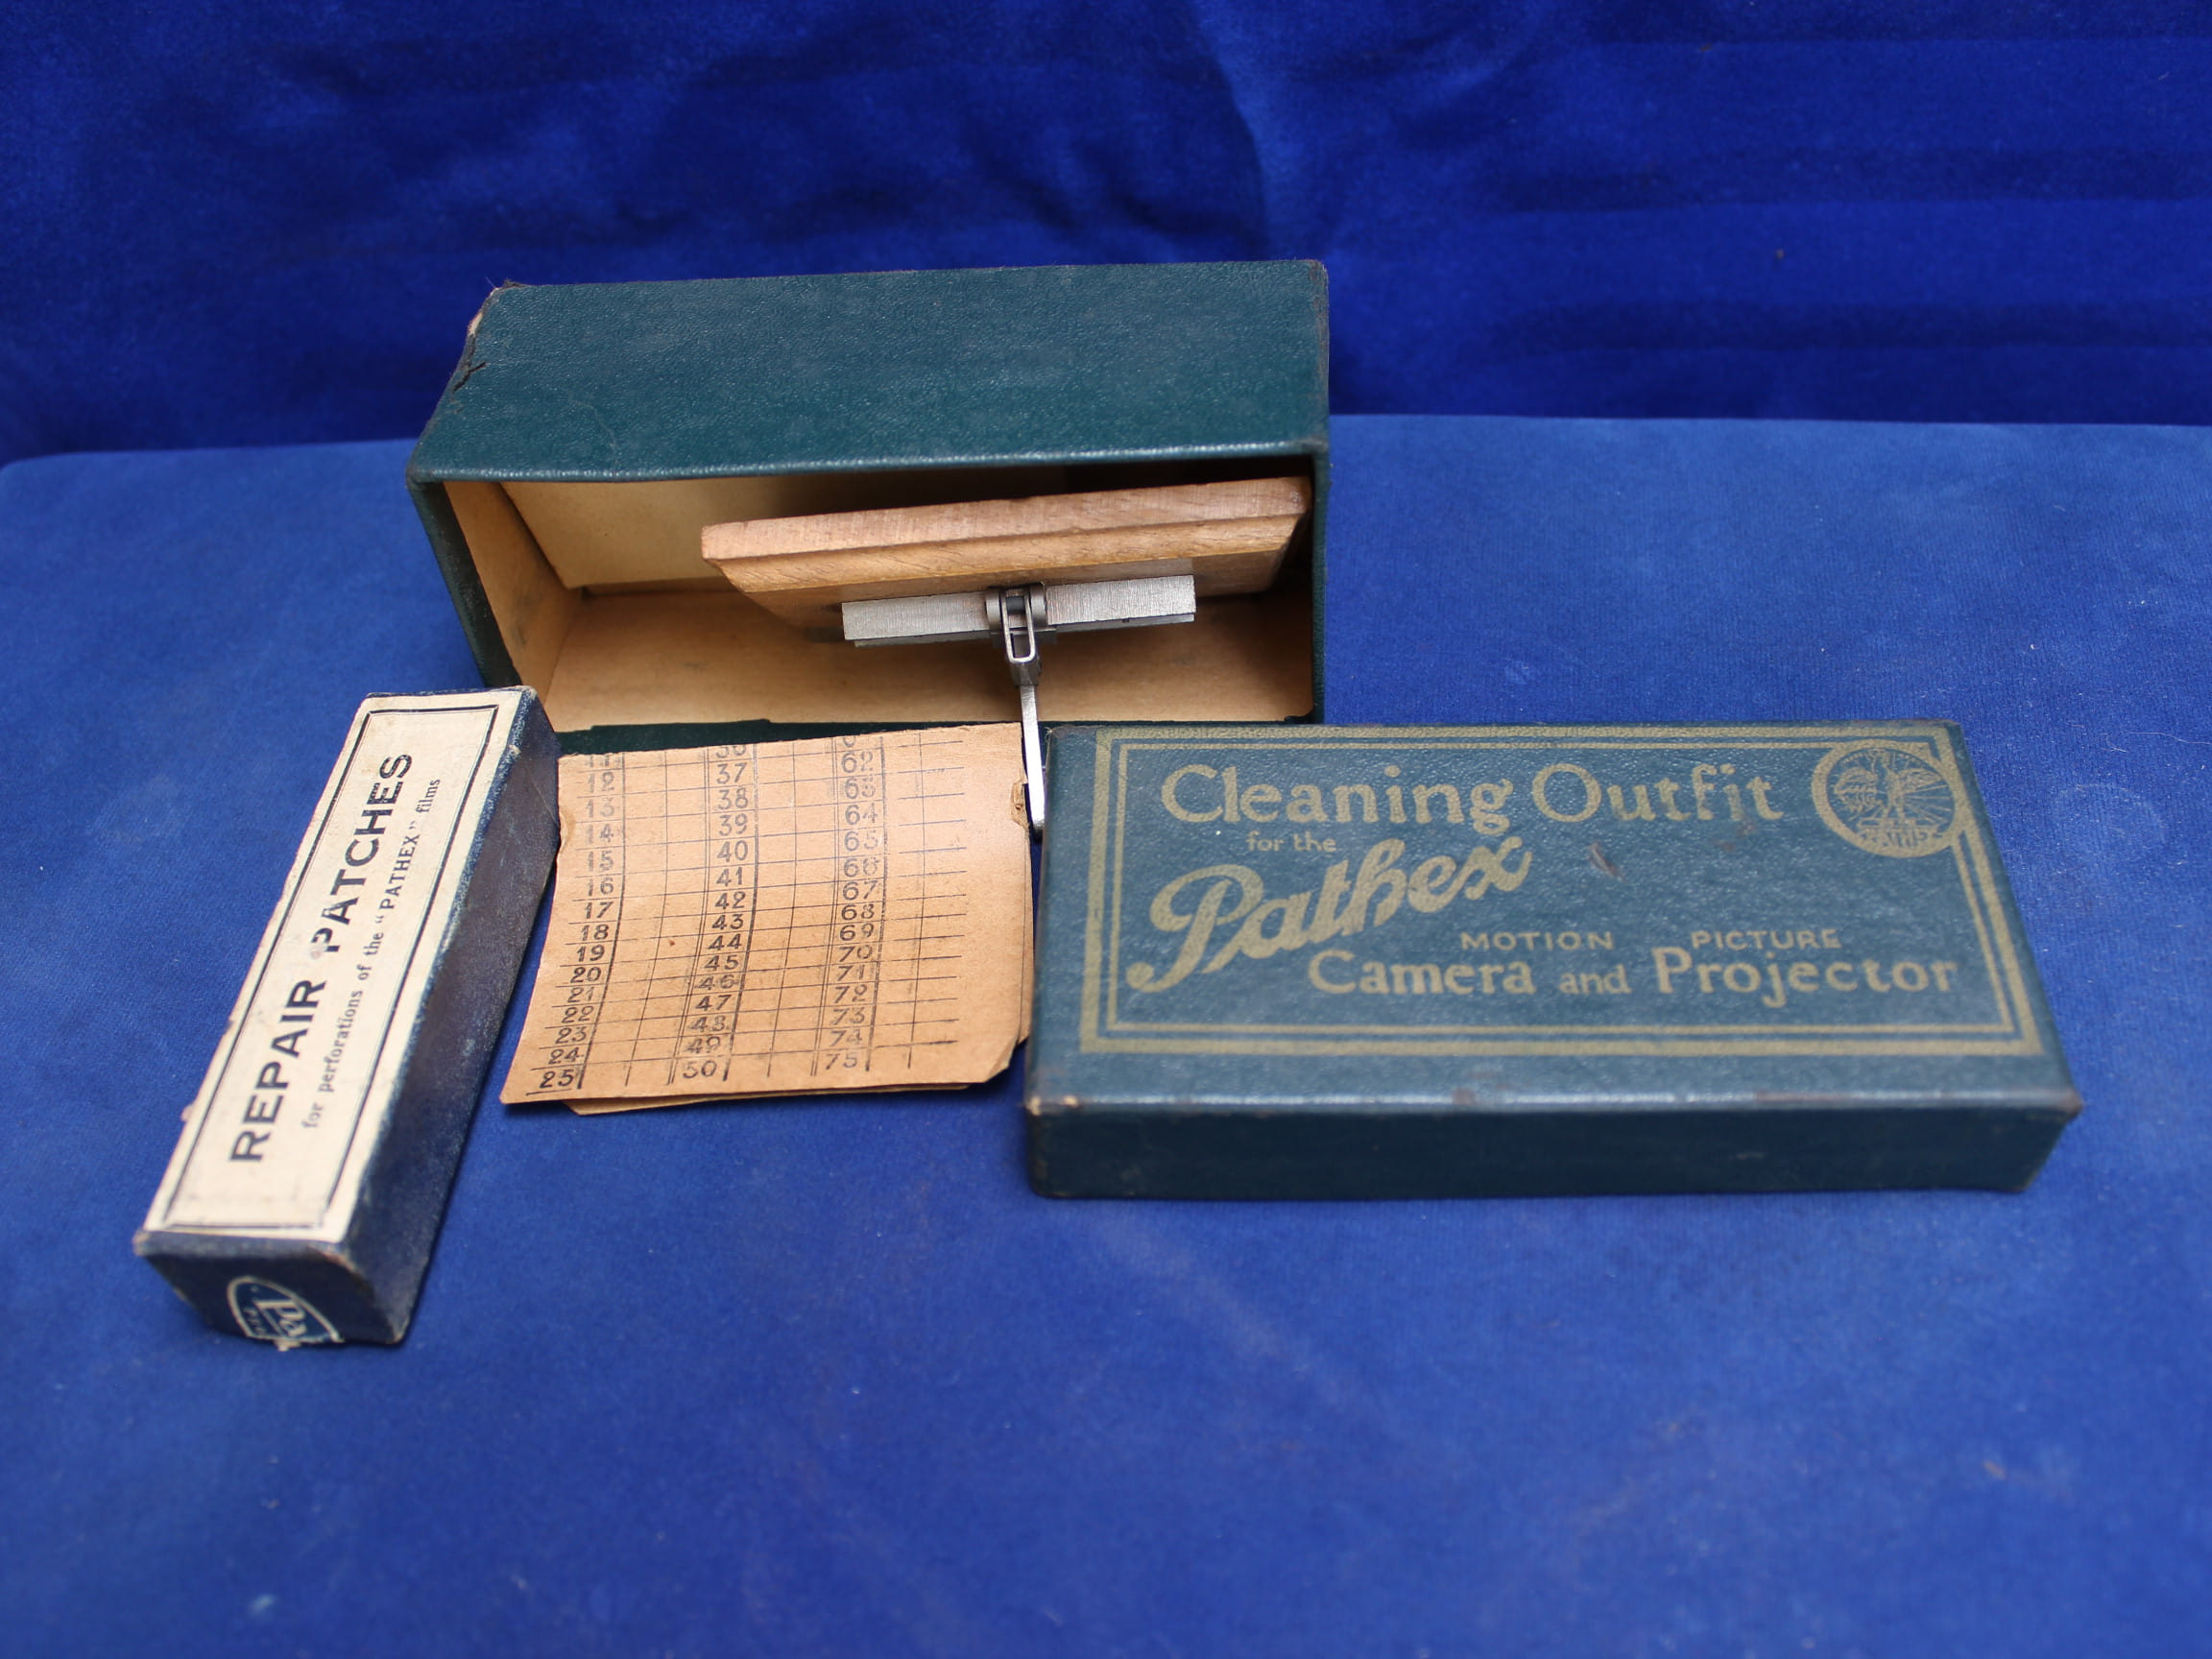 REPAIR PATCHES
for perforations of the "PATHEX" films
36 62
12 37 63
13 38 64
14 39 65
15 40 66
16 41 67
17 42 68
18 43 69
19 44 70
20 45 71
21 46 72
22 47 73
23 48 74
24 49 75
25 50
Cleaning Outfit
for the
Pathex
MOTION PICTURE
Camera and Projector